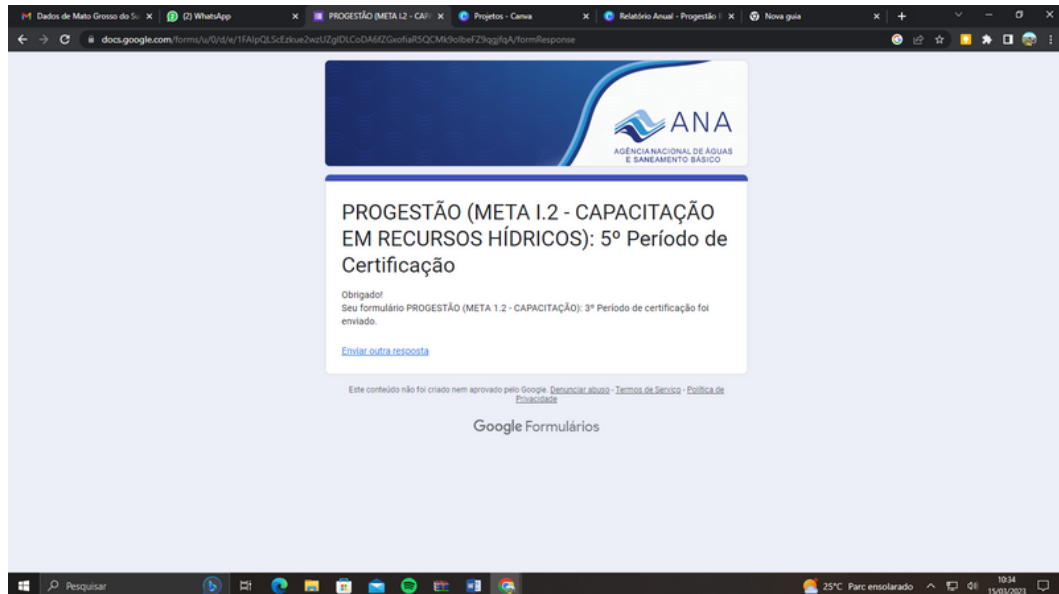 Dados de Mato Grosso do Su
(2) WhatsApp
PROGESTÃO (META I.2 - CAPA
Projetos - Canva
Relatório Anual - Progestão I
Nova guia
docs.google.com/forms/u/0/d/e/
/formResponse
ANA
AGÊNCIA NACIONAL DE ÁGUAS
E SANEAMENTO BÁSICO
PROGESTÃO (META I.2 - CAPACITAÇÃO
EM RECURSOS HÍDRICOS): 5º Período de
Certificação
Obrigado!
Seu formulário PROGESTÃO (META 1.2 - CAPACITAÇÃO): 3º Período de certificação foi
enviado.
Enviar outra resposta
Este conteúdo não foi criado nem aprovado pelo Google. Denunciar abuso - Termos de Serviço - Política de
Privacidade
Google Formulários
Pesquisar
25°C Parc ensolarado
10:34
15/03/2023